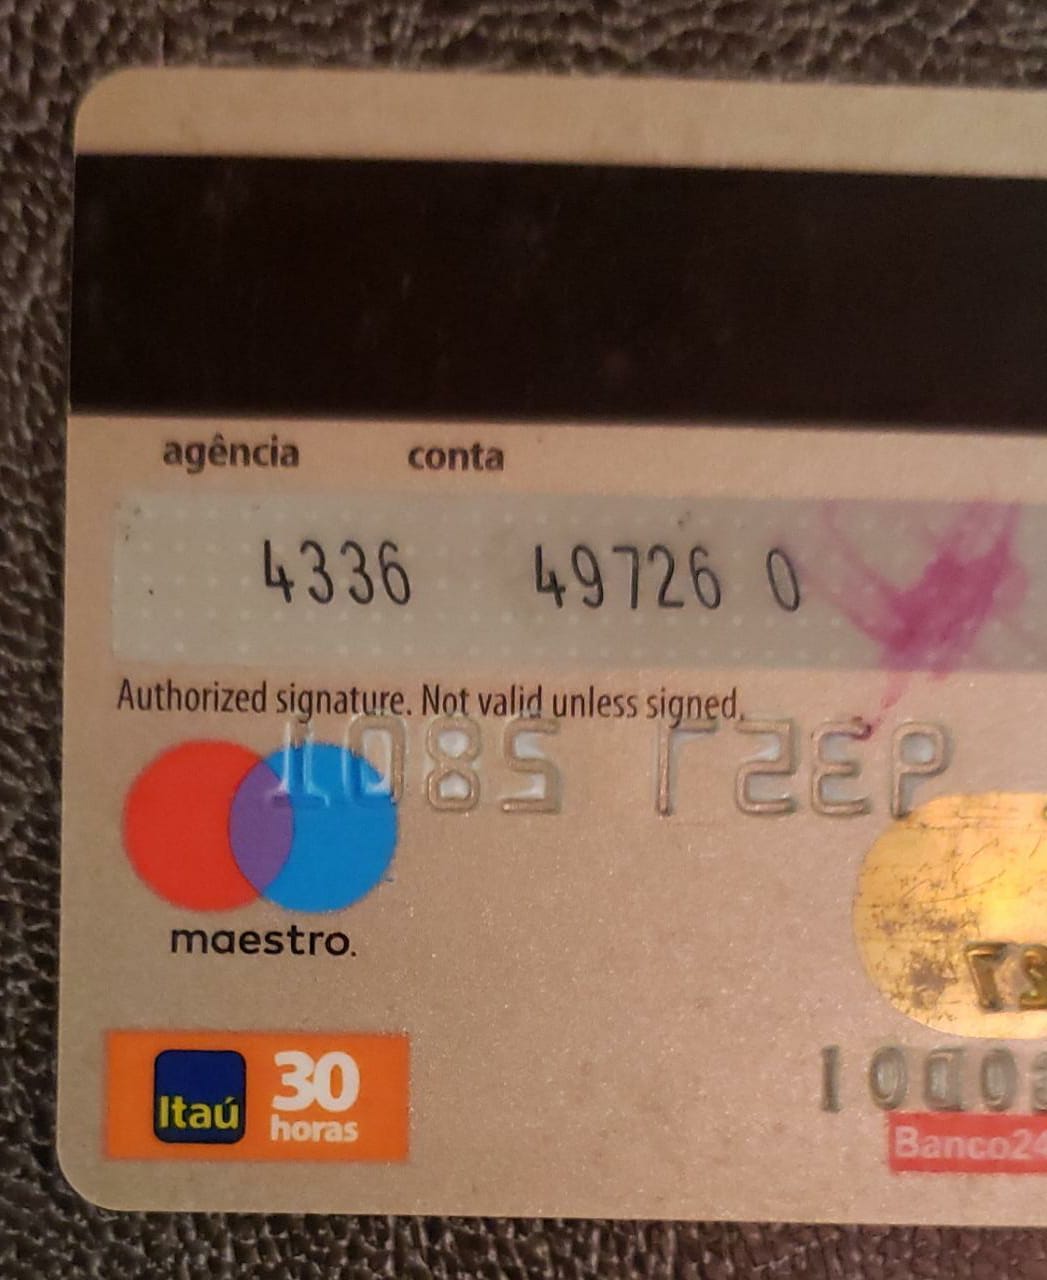 agência conta
4336 49726 0
Authorized signature. Not valid unless signed.
maestro.
Itaú 30
horas